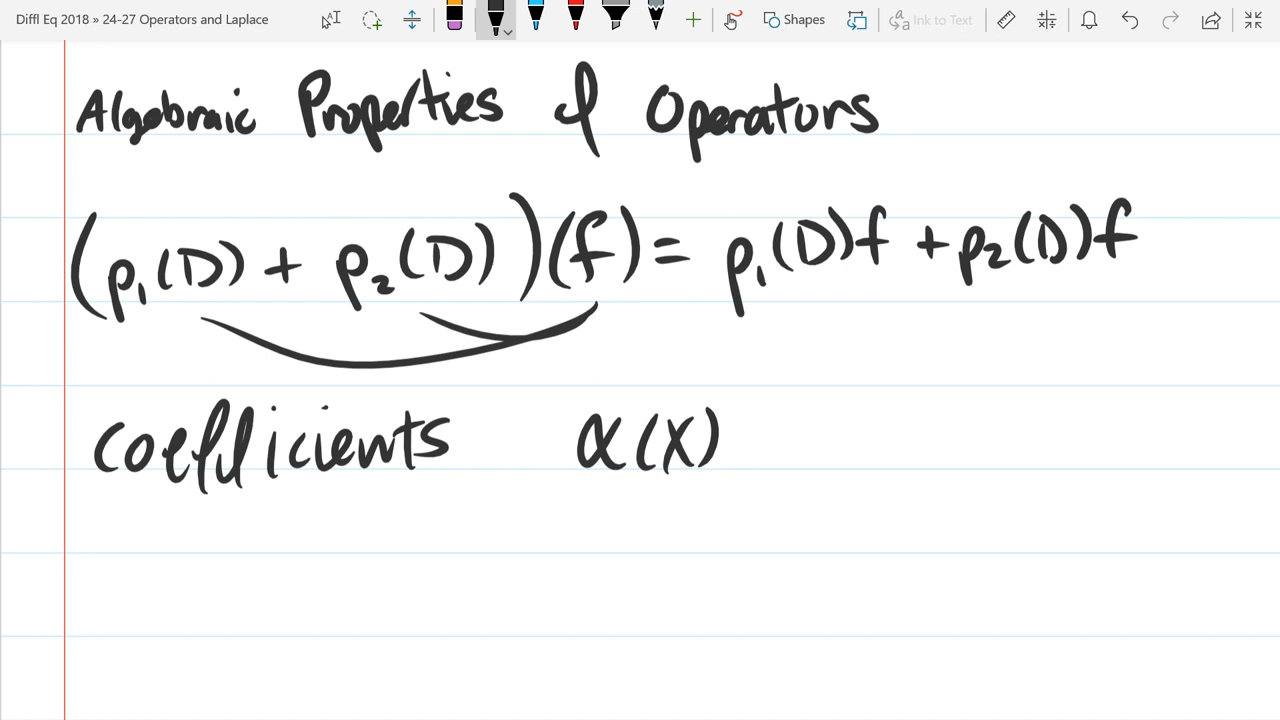 Diffl Eq 2018 » 24-27 Operators and Laplace
Shapes
Ink to Text
Algebraic Properties of Operators
(p₁(D) + p₂(D))(f) = p₁(D)f + p₂(D)f
coefficients α(x)